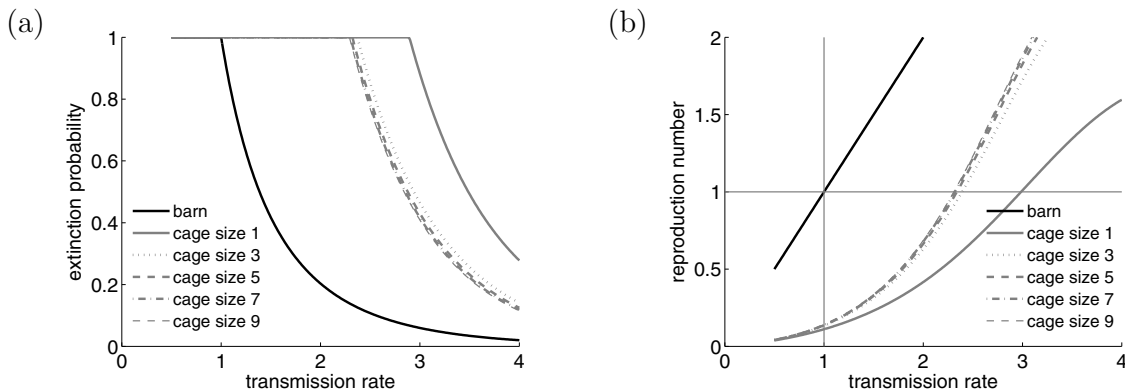 (a)
extinction probability
1
0.8
0.6
0.4
0.2
0
barn
cage size 1
cage size 3
cage size 5
cage size 7
cage size 9
0 1 2 3 4
transmission rate
(b)
reproduction number
2
1.5
1
0.5
0
barn
cage size 1
cage size 3
cage size 5
cage size 7
cage size 9
0 1 2 3 4
transmission rate